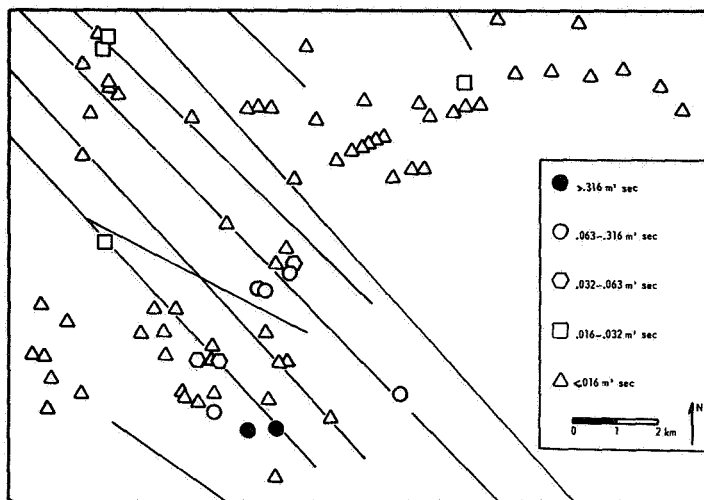 >.316 m³ sec
.063–.316 m³ sec
.032–.063 m³ sec
.016–.032 m³ sec
<.016 m³ sec
N
0 1 2 km